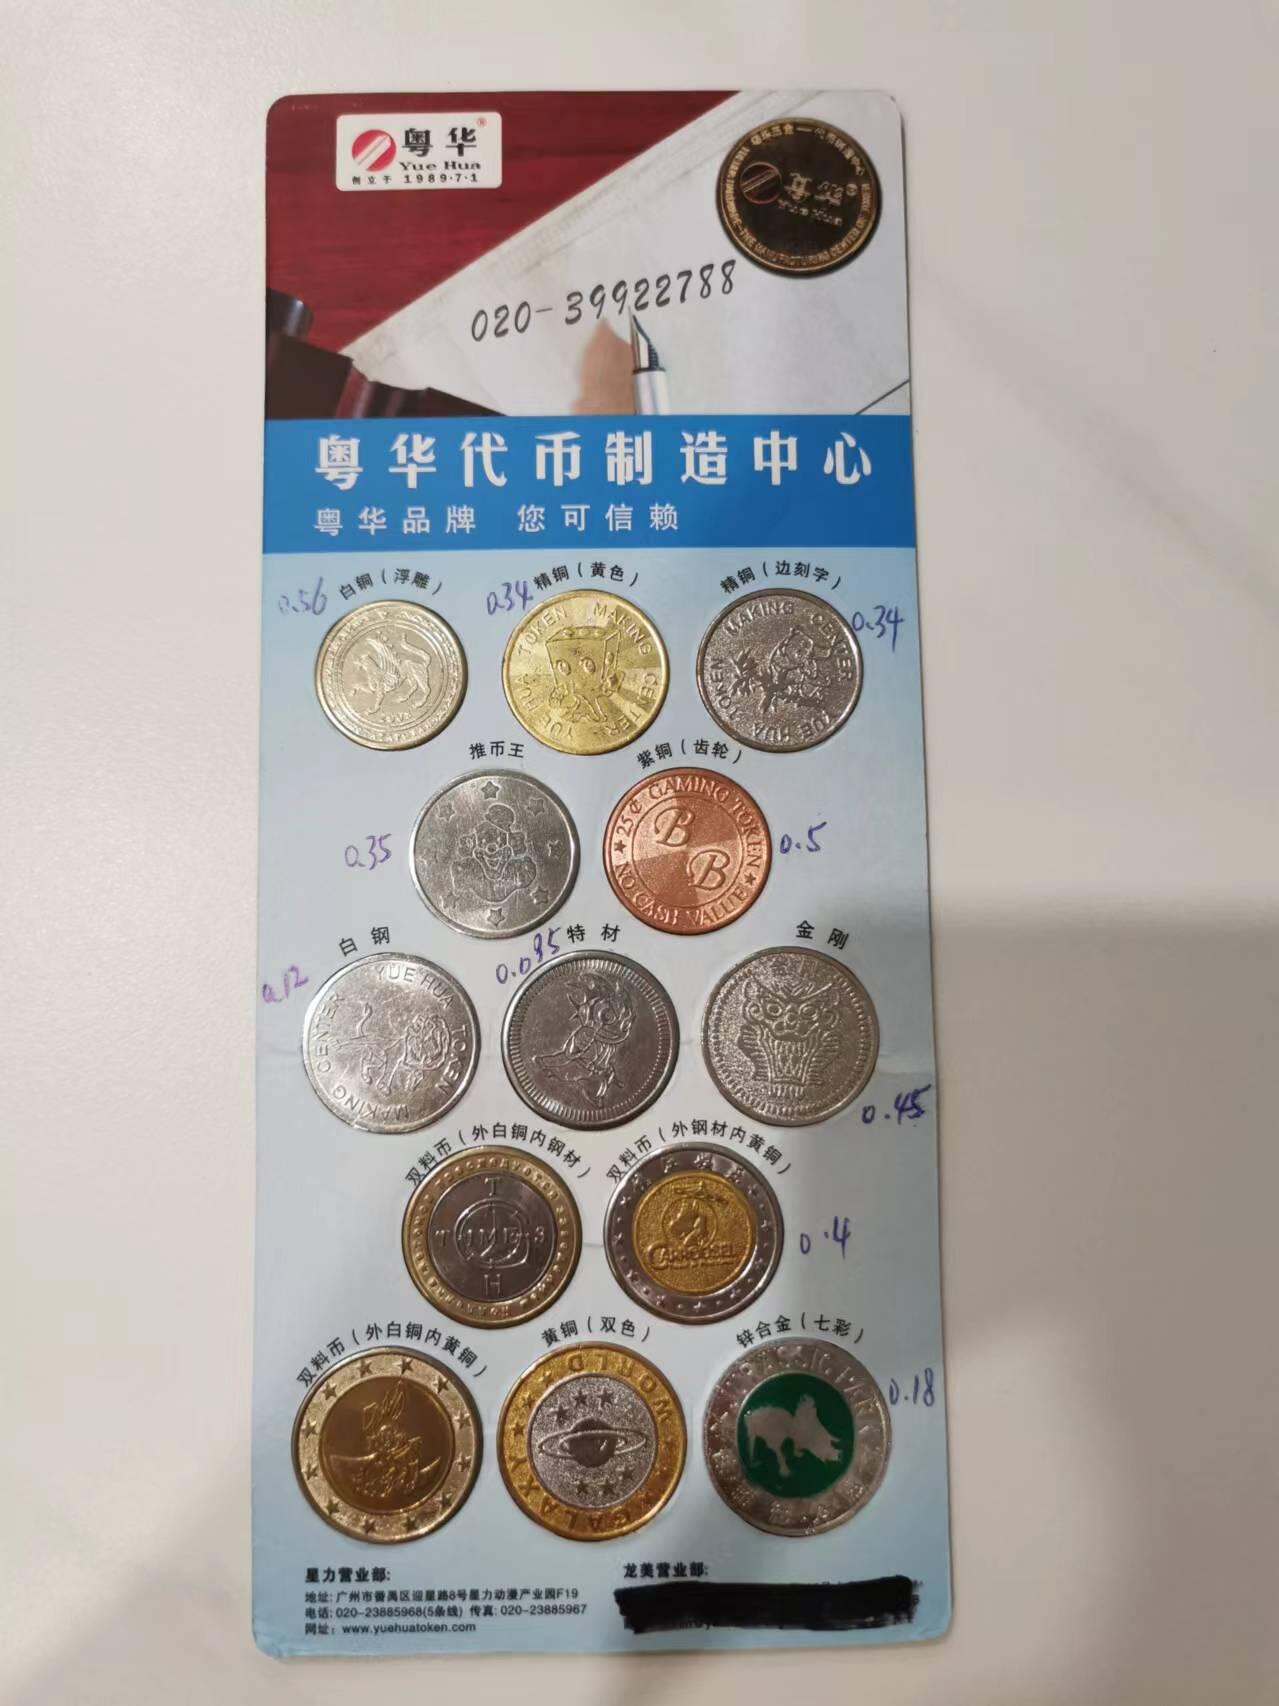 粤华®
Yue Hua
创立于 1989·7·1
粤华
Yue Hua
020-39922788
粤华代币制造中心
粤华品牌 您可信赖
0.56 白铜(浮雕)
0.34 精铜(黄色)
精铜(边刻字) 0.34
YUE HUA TOKEN MAKING CENTER
YUE HUA TOKEN MAKING CENTER
推币王
紫铜(齿轮)
0.35
25¢ GAMING TOKEN
BB
NO CASH VALUE
0.5
白钢
0.12
YUE HUA TOKEN MAKING CENTER
特材
0.085
金刚
0.45
双料币(外白铜内钢材)
T
TIMES
H
双料币(外钢材内黄铜)
CARROUSEL
0.4
双料币(外白铜内黄铜)
黄铜(双色)
GALAXY WORLD
锌合金(七彩)
0.18
星力营业部:
地址: 广州市番禺区迎星路8号星力动漫产业园F19
电话: 020-23885968(5条线) 传真: 020-23885967
网址: www.yuehuatoken.com
龙美营业部: